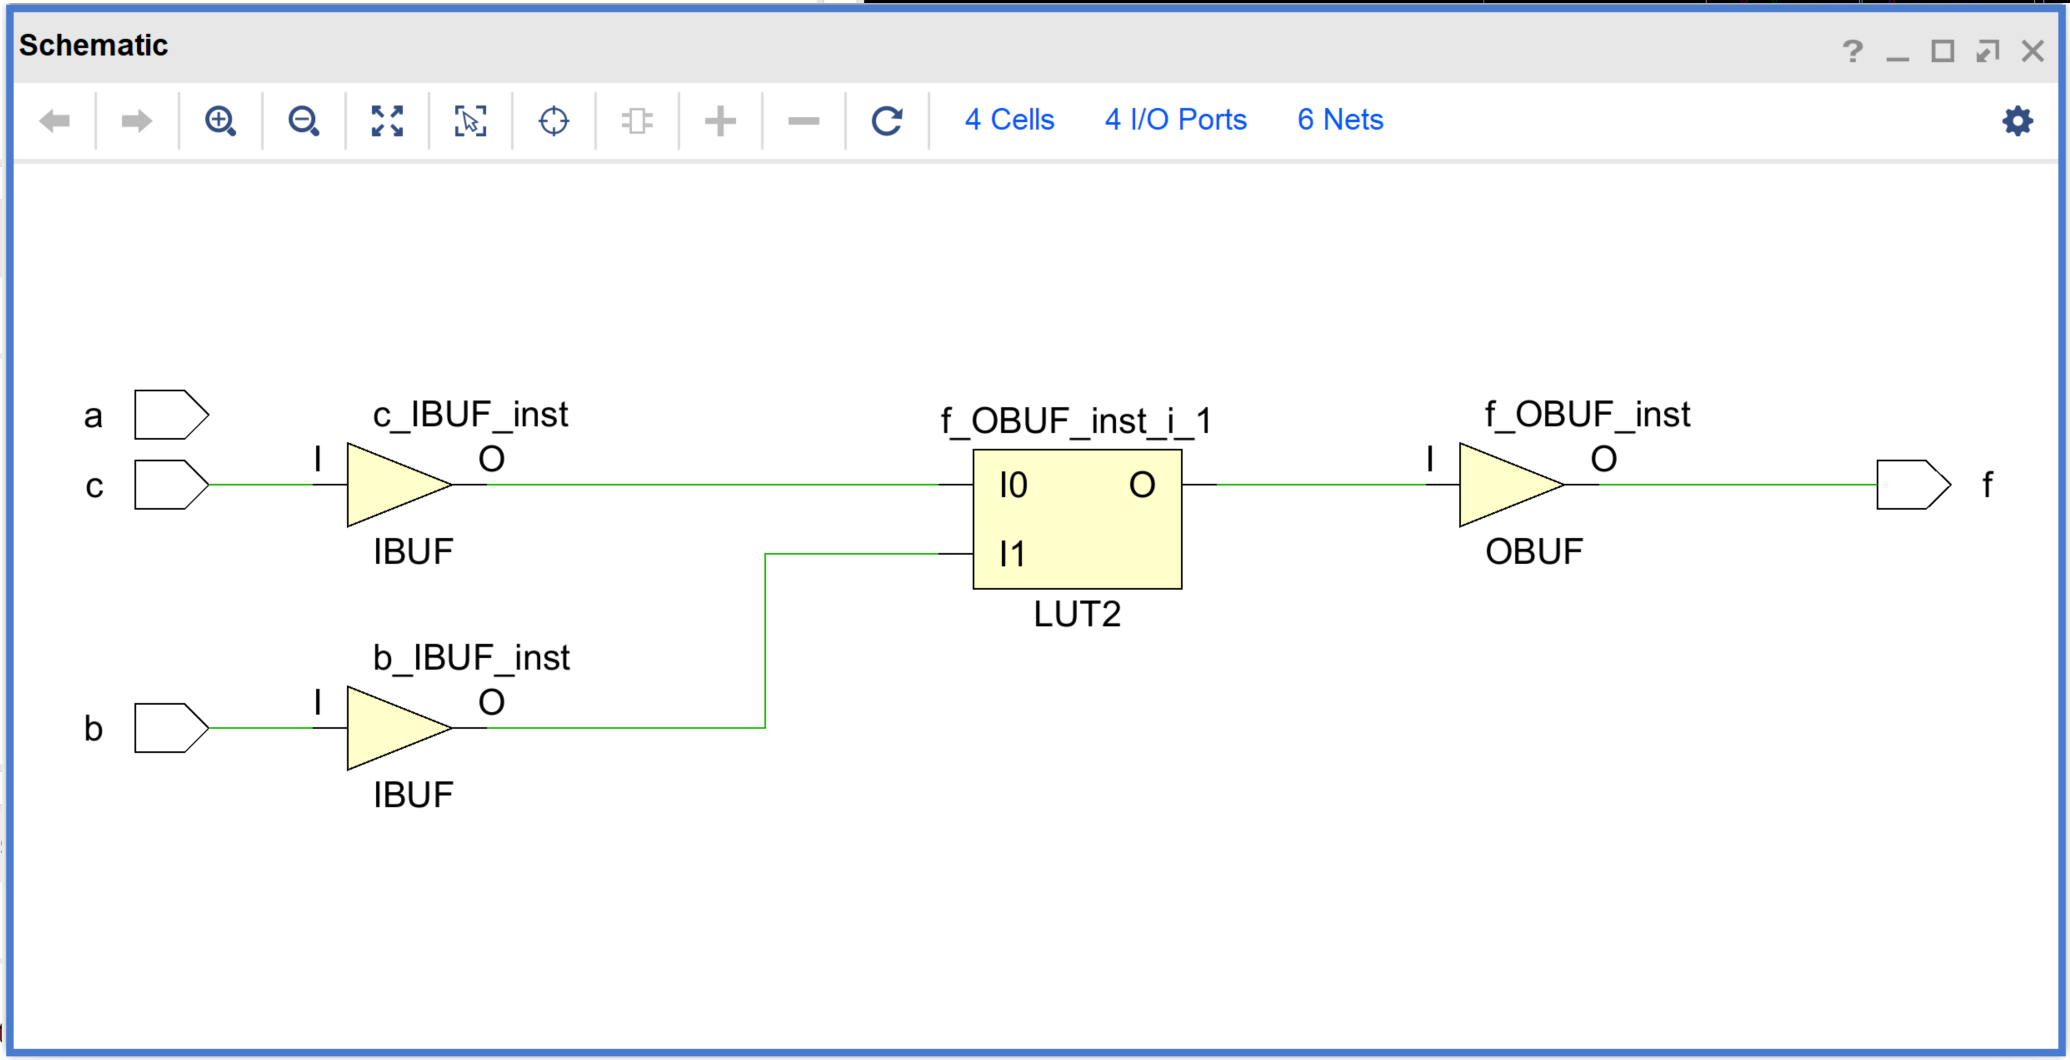 Schematic
?
4 Cells 4 I/O Ports 6 Nets
a
c_IBUF_inst
f_OBUF_inst_i_1
f_OBUF_inst
I
O
I
O
c
I0
O
f
IBUF
I1
OBUF
LUT2
b_IBUF_inst
I
O
b
IBUF